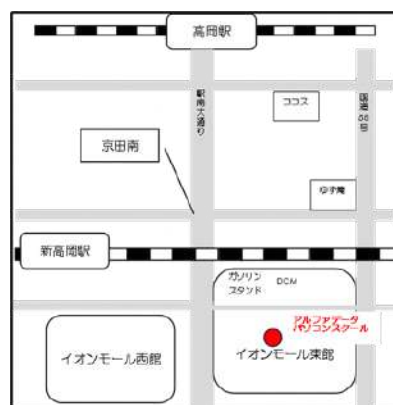 高岡駅
駅南大通り
国道
ココス
京田南
ゆず庵
新高岡駅
ガソリン
スタンド
DCM
アルファデータ
パソコンスクール
イオンモール西館
イオンモール東館